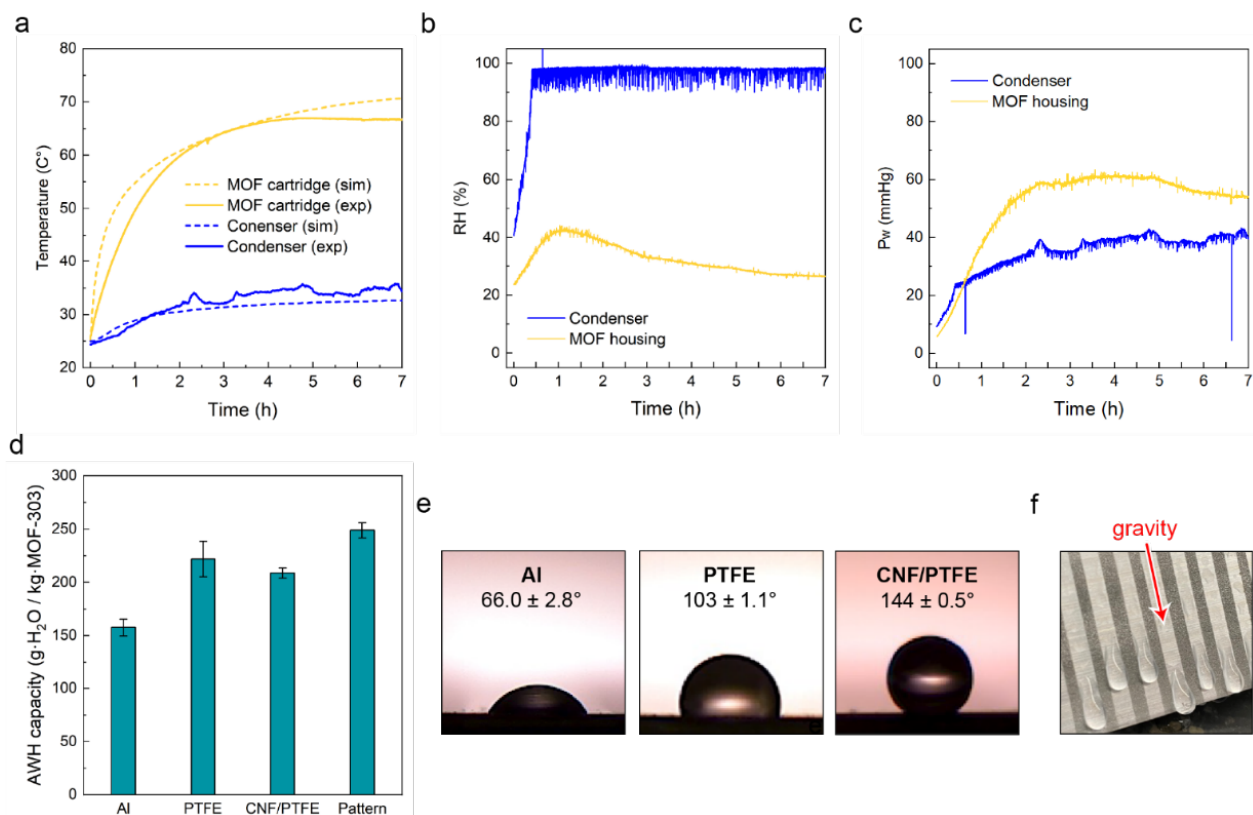 a
Temperature (C°)
80
70
60
50
40
30
20
MOF cartridge (sim)
MOF cartridge (exp)
Conenser (sim)
Condenser (exp)
0 1 2 3 4 5 6 7
Time (h)
b
RH (%)
100
80
60
40
20
0
Condenser
MOF housing
0 1 2 3 4 5 6 7
Time (h)
c
Pw (mmHg)
100
80
60
40
20
0
Condenser
MOF housing
0 1 2 3 4 5 6 7
Time (h)
d
AWH capacity (g·H₂O / kg·MOF-303)
300
250
200
150
100
50
0
Al PTFE CNF/PTFE Pattern
e
Al
66.0 ± 2.8°
PTFE
103 ± 1.1°
CNF/PTFE
144 ± 0.5°
f
gravity